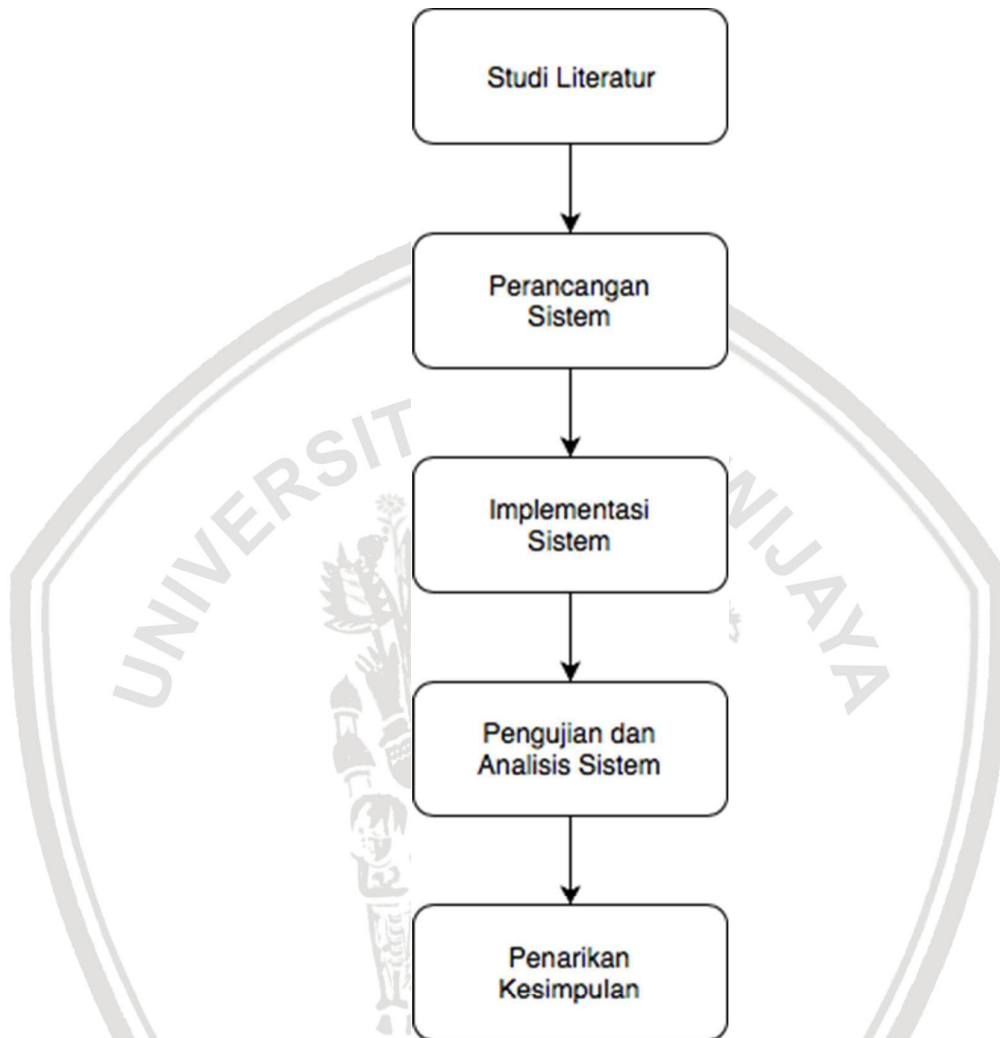 Studi Literatur
Perancangan
Sistem
Implementasi
Sistem
Pengujian dan
Analisis Sistem
Penarikan
Kesimpulan